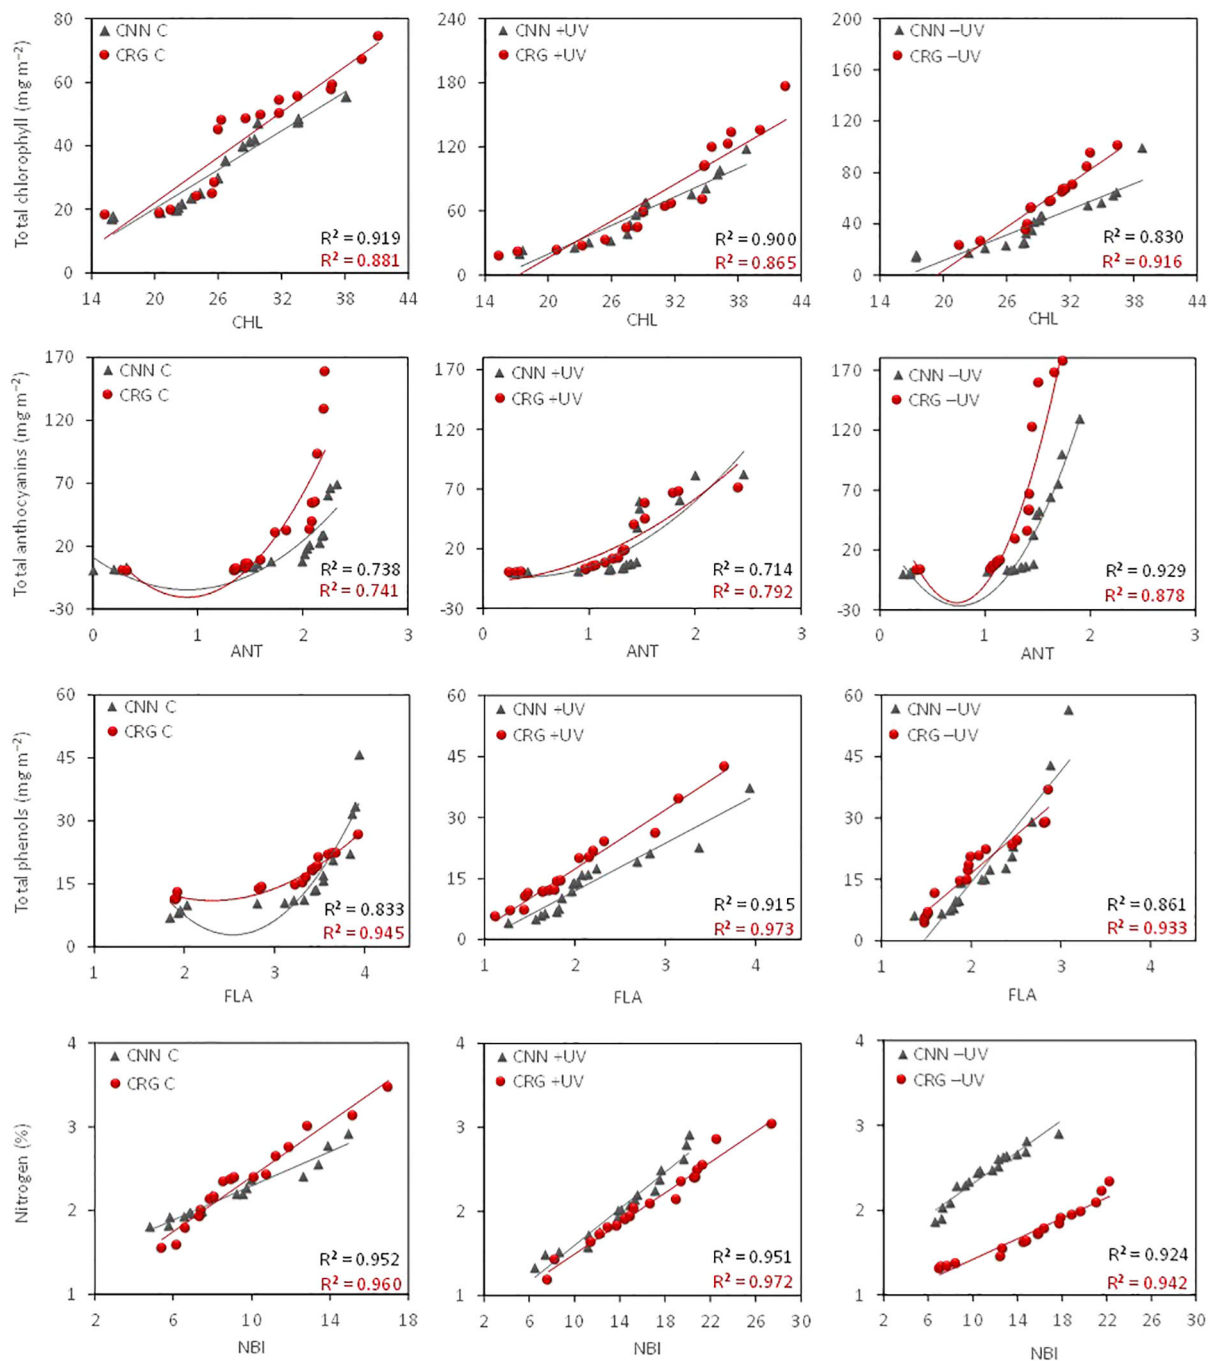 Total chlorophyll (mg m⁻²)
80
60
40
20
0
CNN C
CRG C
R² = 0.919
R² = 0.881
14 20 26 32 38 44
CHL
240
180
120
60
0
CNN +UV
CRG +UV
R² = 0.900
R² = 0.865
14 20 26 32 38 44
CHL
200
160
120
80
40
0
CNN −UV
CRG −UV
R² = 0.830
R² = 0.916
14 20 26 32 38 44
CHL
Total anthocyanins (mg m⁻²)
170
120
70
20
-30
CNN C
CRG C
R² = 0.738
R² = 0.741
0 1 2 3
ANT
170
120
70
20
-30
CNN +UV
CRG +UV
R² = 0.714
R² = 0.792
0 1 2 3
ANT
170
120
70
20
-30
CNN −UV
CRG −UV
R² = 0.929
R² = 0.878
0 1 2 3
ANT
Total phenols (mg m⁻²)
60
45
30
15
0
CNN C
CRG C
R² = 0.833
R² = 0.945
1 2 3 4
FLA
60
45
30
15
0
CNN +UV
CRG +UV
R² = 0.915
R² = 0.973
1 2 3 4
FLA
60
45
30
15
0
CNN −UV
CRG −UV
R² = 0.861
R² = 0.933
1 2 3 4
FLA
Nitrogen (%)
4
3
2
1
CNN C
CRG C
R² = 0.952
R² = 0.960
2 6 10 14 18
NBI
4
3
2
1
CNN +UV
CRG +UV
R² = 0.951
R² = 0.972
2 6 10 14 18 22 26 30
NBI
4
3
2
1
CNN −UV
CRG −UV
R² = 0.924
R² = 0.942
2 6 10 14 18 22 26 30
NBI